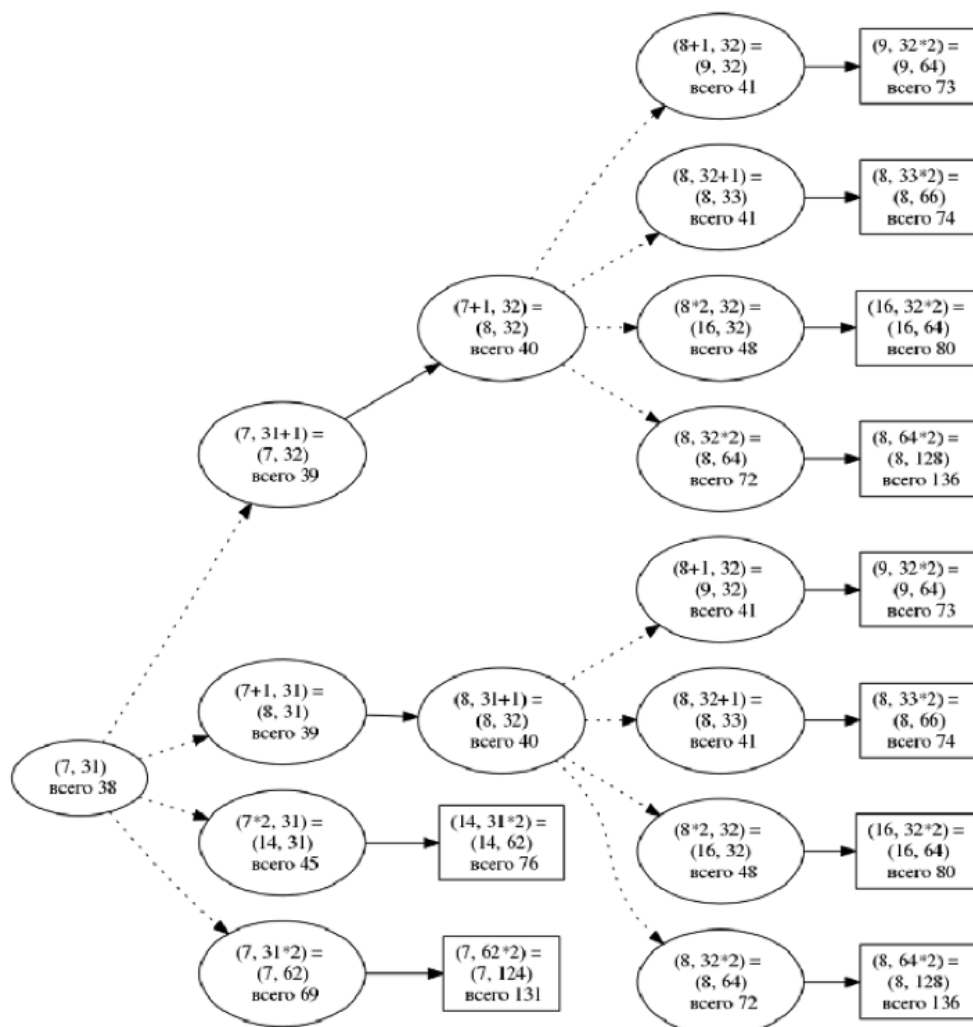 (8+1, 32) =
(9, 32)
всего 41
(9, 32*2) =
(9, 64)
всего 73
(8, 32+1) =
(8, 33)
всего 41
(8, 33*2) =
(8, 66)
всего 74
(7+1, 32) =
(8, 32)
всего 40
(8*2, 32) =
(16, 32)
всего 48
(16, 32*2) =
(16, 64)
всего 80
(7, 31+1) =
(7, 32)
всего 39
(8, 32*2) =
(8, 64)
всего 72
(8, 64*2) =
(8, 128)
всего 136
(8+1, 32) =
(9, 32)
всего 41
(9, 32*2) =
(9, 64)
всего 73
(7+1, 31) =
(8, 31)
всего 39
(8, 31+1) =
(8, 32)
всего 40
(8, 32+1) =
(8, 33)
всего 41
(8, 33*2) =
(8, 66)
всего 74
(7, 31)
всего 38
(7*2, 31) =
(14, 31)
всего 45
(14, 31*2) =
(14, 62)
всего 76
(8*2, 32) =
(16, 32)
всего 48
(16, 32*2) =
(16, 64)
всего 80
(7, 31*2) =
(7, 62)
всего 69
(7, 62*2) =
(7, 124)
всего 131
(8, 32*2) =
(8, 64)
всего 72
(8, 64*2) =
(8, 128)
всего 136